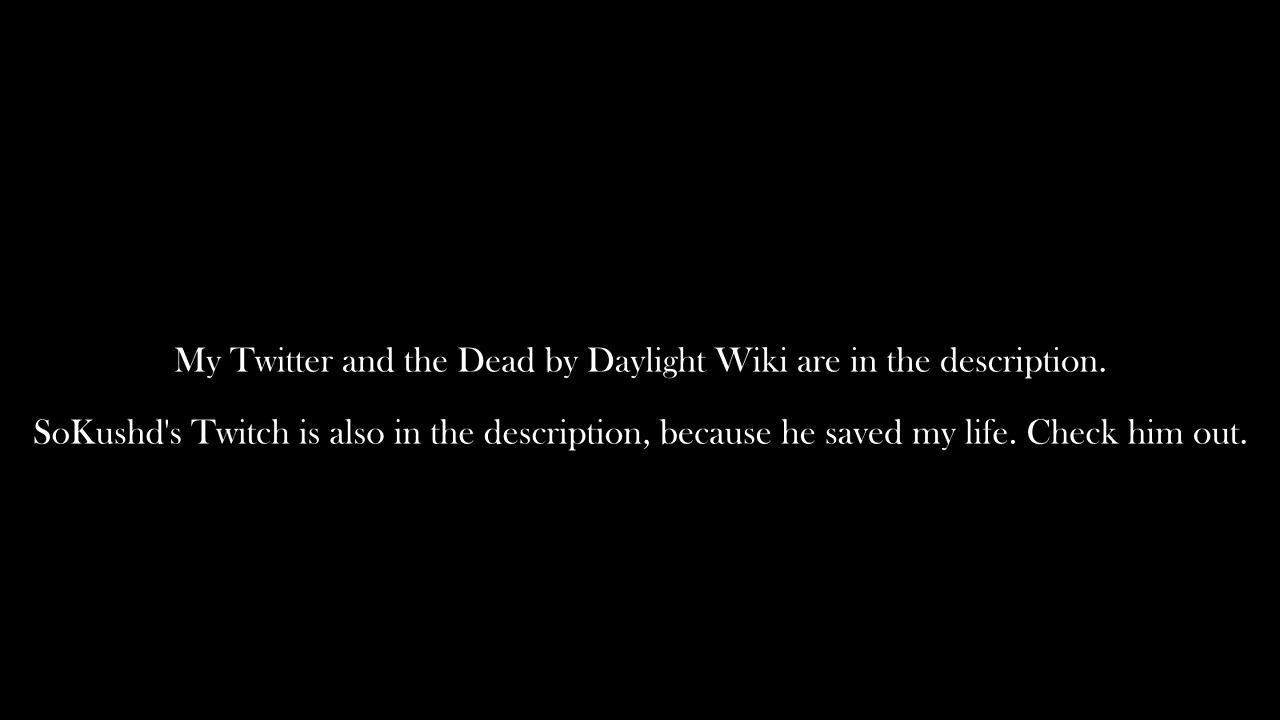 My Twitter and the Dead by Daylight Wiki are in the description.
SoKushd's Twitch is also in the description, because he saved my life. Check him out.